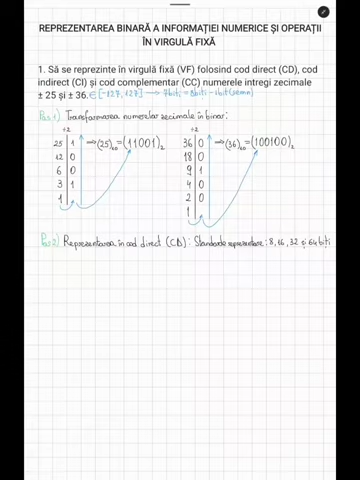 REPREZENTAREA BINARĂ A INFORMAȚIEI NUMERICE ȘI OPERAȚII
ÎN VIRGULĂ FIXĂ
1. Să se reprezinte în virgulă fixă (VF) folosind cod direct (CD), cod
indirect (CI) și cod complementar (CC) numerele intregi zecimale
± 25 și ± 36. ∈ [-127, 127] → 7biți = 8biți - 1bit (semn)
Pas 1) Transformarea numerelor zecimale în binar:
÷2
25 1 ⇒ (25)₁₀ = (11001)₂
12 0
6 0
3 1
1
÷2
36 0 ⇒ (36)₁₀ = (100100)₂
18 0
9 1
4 0
2 0
1
Pas 2) Reprezentarea în cod direct (CD): Standarde reprezentare: 8, 16, 32 și 64 biți